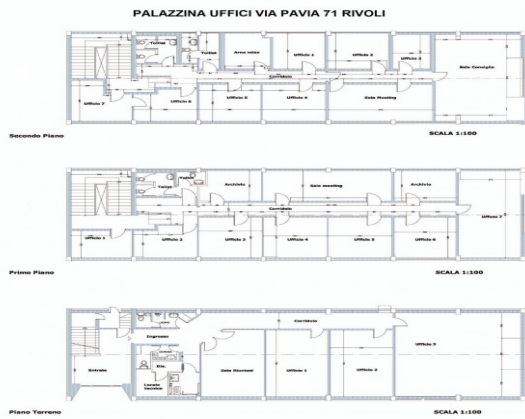 PALAZZINA UFFICI VIA PAVIA 71 RIVOLI
Toilet
Toilet
Area relax
Ufficio 1
Ufficio 2
Ufficio 3
Sala Consiglio
Corridoio
Ufficio 7
Ufficio 6
Ufficio 5
Ufficio 4
Sala Meeting
Secondo Piano
SCALA 1:100
Toilet
Toilet
Archivio
Sala meeting
Archivio
Corridoio
Ufficio 7
Ufficio 1
Ufficio 2
Ufficio 3
Ufficio 4
Ufficio 5
Ufficio 6
Primo Piano
SCALA 1:100
Corridoio
Ingresso
Ufficio 3
Dis.
Entrata
Sala Riunioni
Ufficio 1
Ufficio 2
Locale
tecnico
Piano Terreno
SCALA 1:100